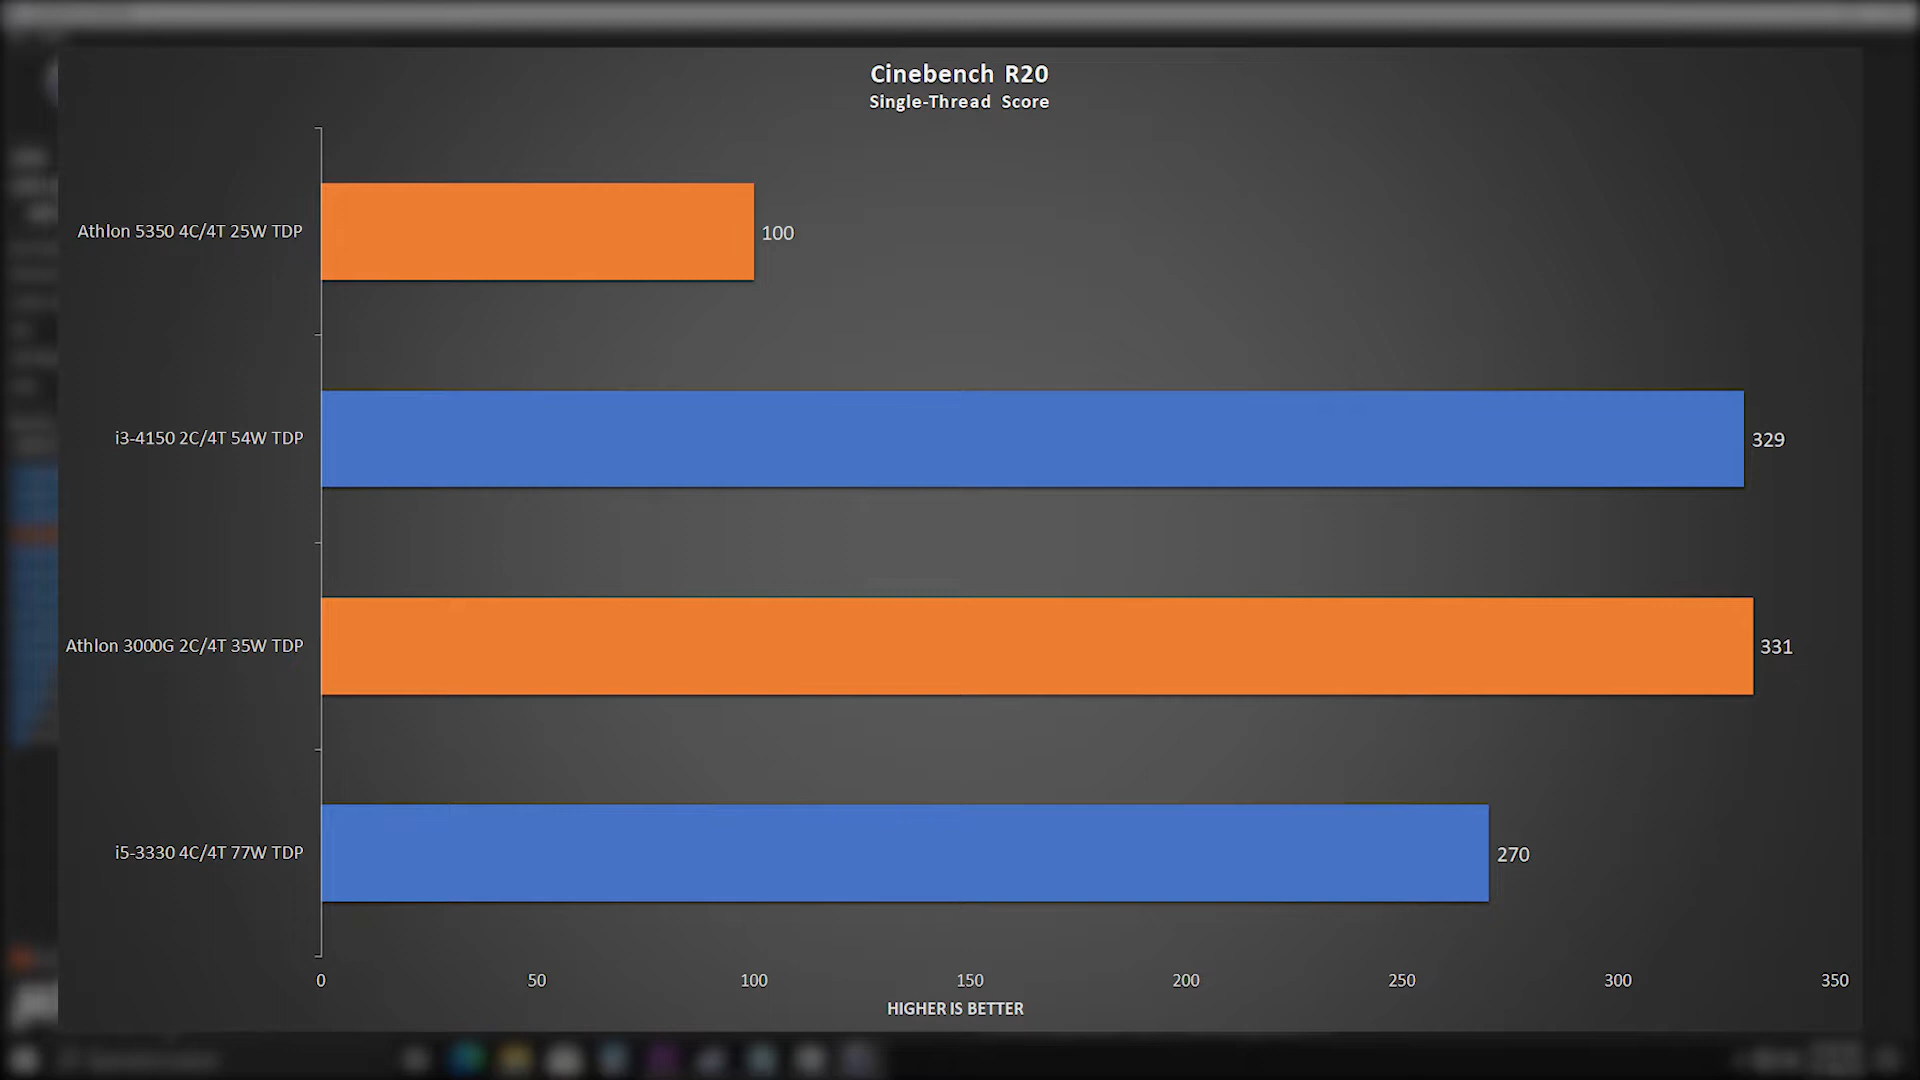 Cinebench R20
Single-Thread Score
Athlon 5350 4C/4T 25W TDP
100
i3-4150 2C/4T 54W TDP
329
Athlon 3000G 2C/4T 35W TDP
331
i5-3330 4C/4T 77W TDP
270
0 50 100 150 200 250 300 350
HIGHER IS BETTER